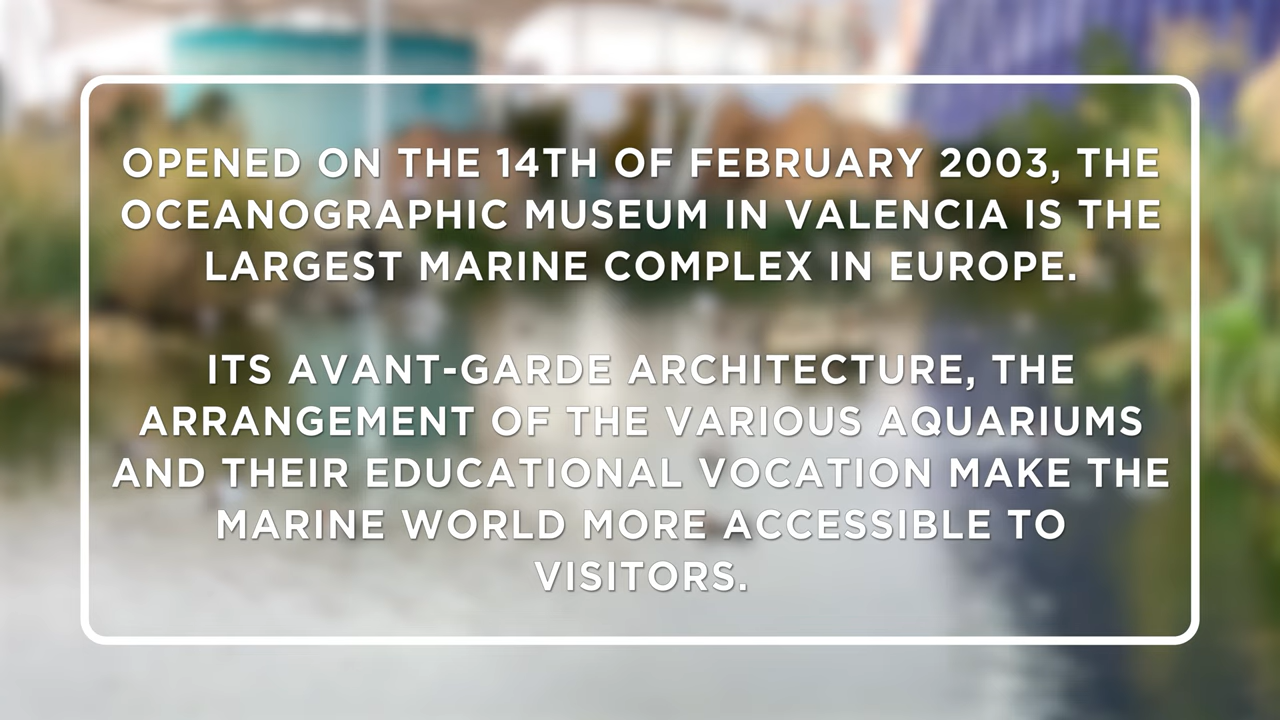 OPENED ON THE 14TH OF FEBRUARY 2003, THE
OCEANOGRAPHIC MUSEUM IN VALENCIA IS THE
LARGEST MARINE COMPLEX IN EUROPE.
ITS AVANT-GARDE ARCHITECTURE, THE
ARRANGEMENT OF THE VARIOUS AQUARIUMS
AND THEIR EDUCATIONAL VOCATION MAKE THE
MARINE WORLD MORE ACCESSIBLE TO
VISITORS.